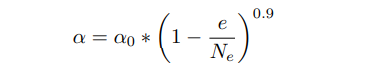 α = α₀ * (1 − e/Nₑ)^0.9